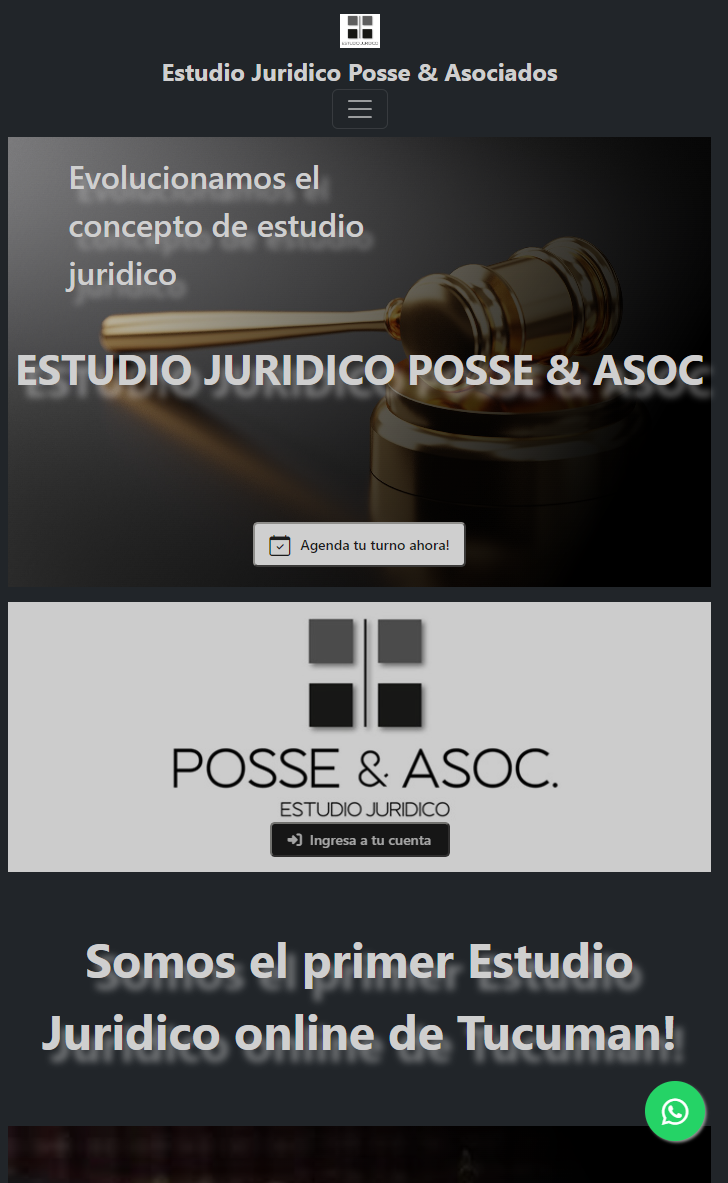 Estudio Juridico Posse & Asociados
Evolucionamos el
concepto de estudio
juridico
ESTUDIO JURIDICO POSSE & ASOC
Agenda tu turno ahora!
POSSE & ASOC.
ESTUDIO JURIDICO
Ingresa a tu cuenta
Somos el primer Estudio
Juridico online de Tucuman!